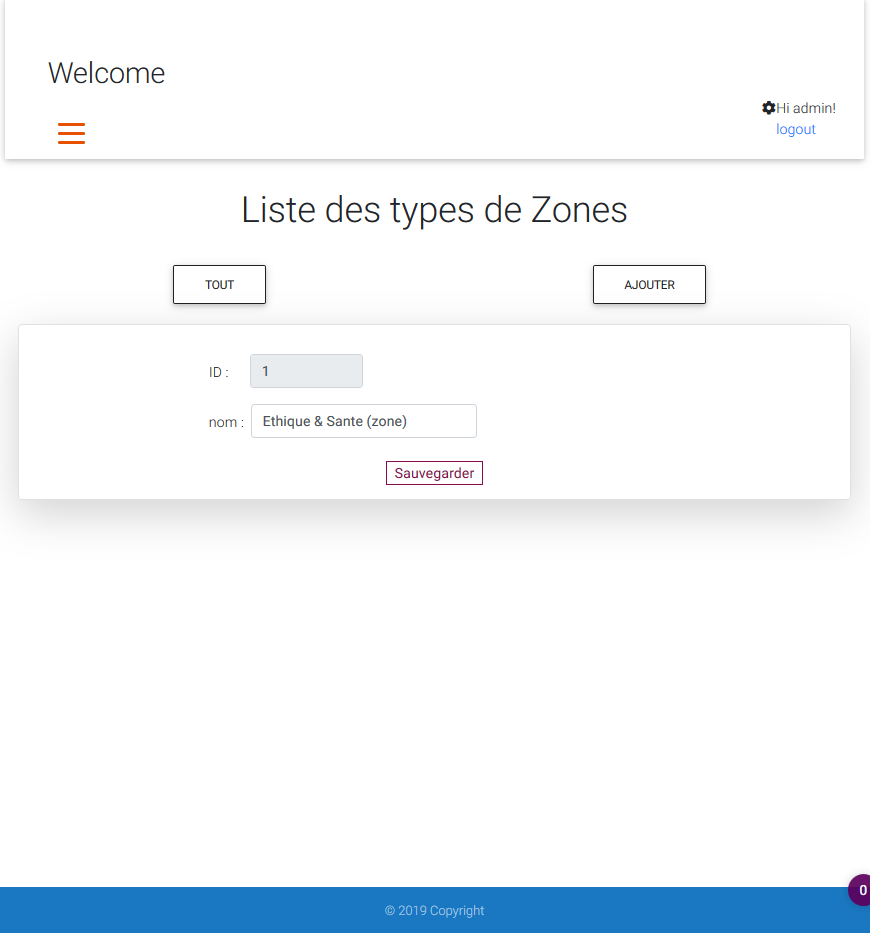 Welcome
Hi admin!
logout
Liste des types de Zones
TOUT
AJOUTER
ID : 1
nom : Ethique & Sante (zone)
Sauvegarder
0
© 2019 Copyright